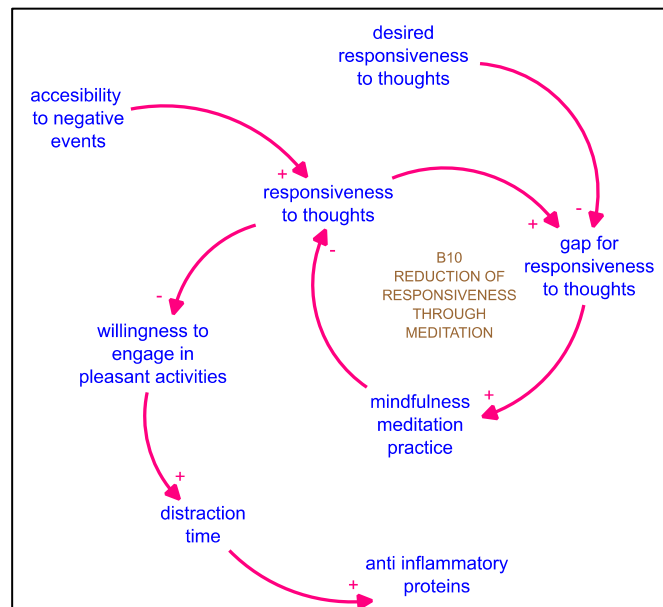 desired
responsiveness
to thoughts
accesibility
to negative
events
+
responsiveness
to thoughts
-
+
gap for
responsiveness
to thoughts
-
B10
REDUCTION OF
RESPONSIVENESS
THROUGH
MEDITATION
-
willingness to
engage in
pleasant activities
+
mindfulness
meditation
practice
+
distraction
time
anti inflammatory
proteins
+